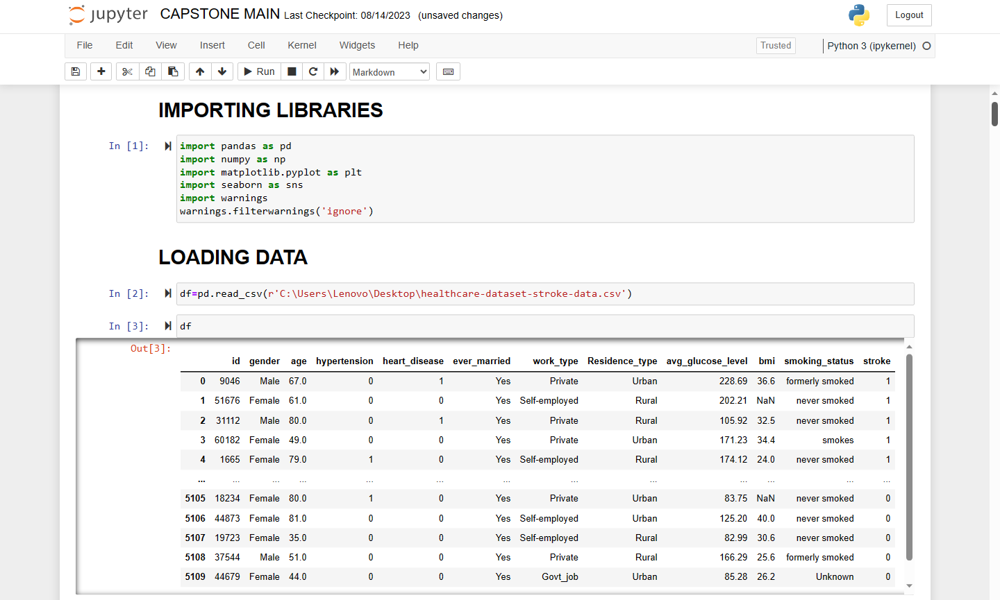 jupyter CAPSTONE MAIN Last Checkpoint: 08/14/2023 (unsaved changes) Logout
File Edit View Insert Cell Kernel Widgets Help Trusted Python 3 (ipykernel)
Run Markdown
IMPORTING LIBRARIES
In [1]: import pandas as pd
import numpy as np
import matplotlib.pyplot as plt
import seaborn as sns
import warnings
warnings.filterwarnings('ignore')
LOADING DATA
In [2]: df=pd.read_csv(r'C:\Users\Lenovo\Desktop\healthcare-dataset-stroke-data.csv')
In [3]: df
Out[3]:
id gender age hypertension heart_disease ever_married work_type Residence_type avg_glucose_level bmi smoking_status stroke
0 9046 Male 67.0 0 1 Yes Private Urban 228.69 36.6 formerly smoked 1
1 51676 Female 61.0 0 0 Yes Self-employed Rural 202.21 NaN never smoked 1
2 31112 Male 80.0 0 1 Yes Private Rural 105.92 32.5 never smoked 1
3 60182 Female 49.0 0 0 Yes Private Urban 171.23 34.4 smokes 1
4 1665 Female 79.0 1 0 Yes Self-employed Rural 174.12 24.0 never smoked 1
... ... ... ... ... ... ... ... ... ... ... ... ...
5105 18234 Female 80.0 1 0 Yes Private Urban 83.75 NaN never smoked 0
5106 44873 Female 81.0 0 0 Yes Self-employed Urban 125.20 40.0 never smoked 0
5107 19723 Female 35.0 0 0 Yes Self-employed Rural 82.99 30.6 never smoked 0
5108 37544 Male 51.0 0 0 Yes Private Rural 166.29 25.6 formerly smoked 0
5109 44679 Female 44.0 0 0 Yes Govt_job Urban 85.28 26.2 Unknown 0